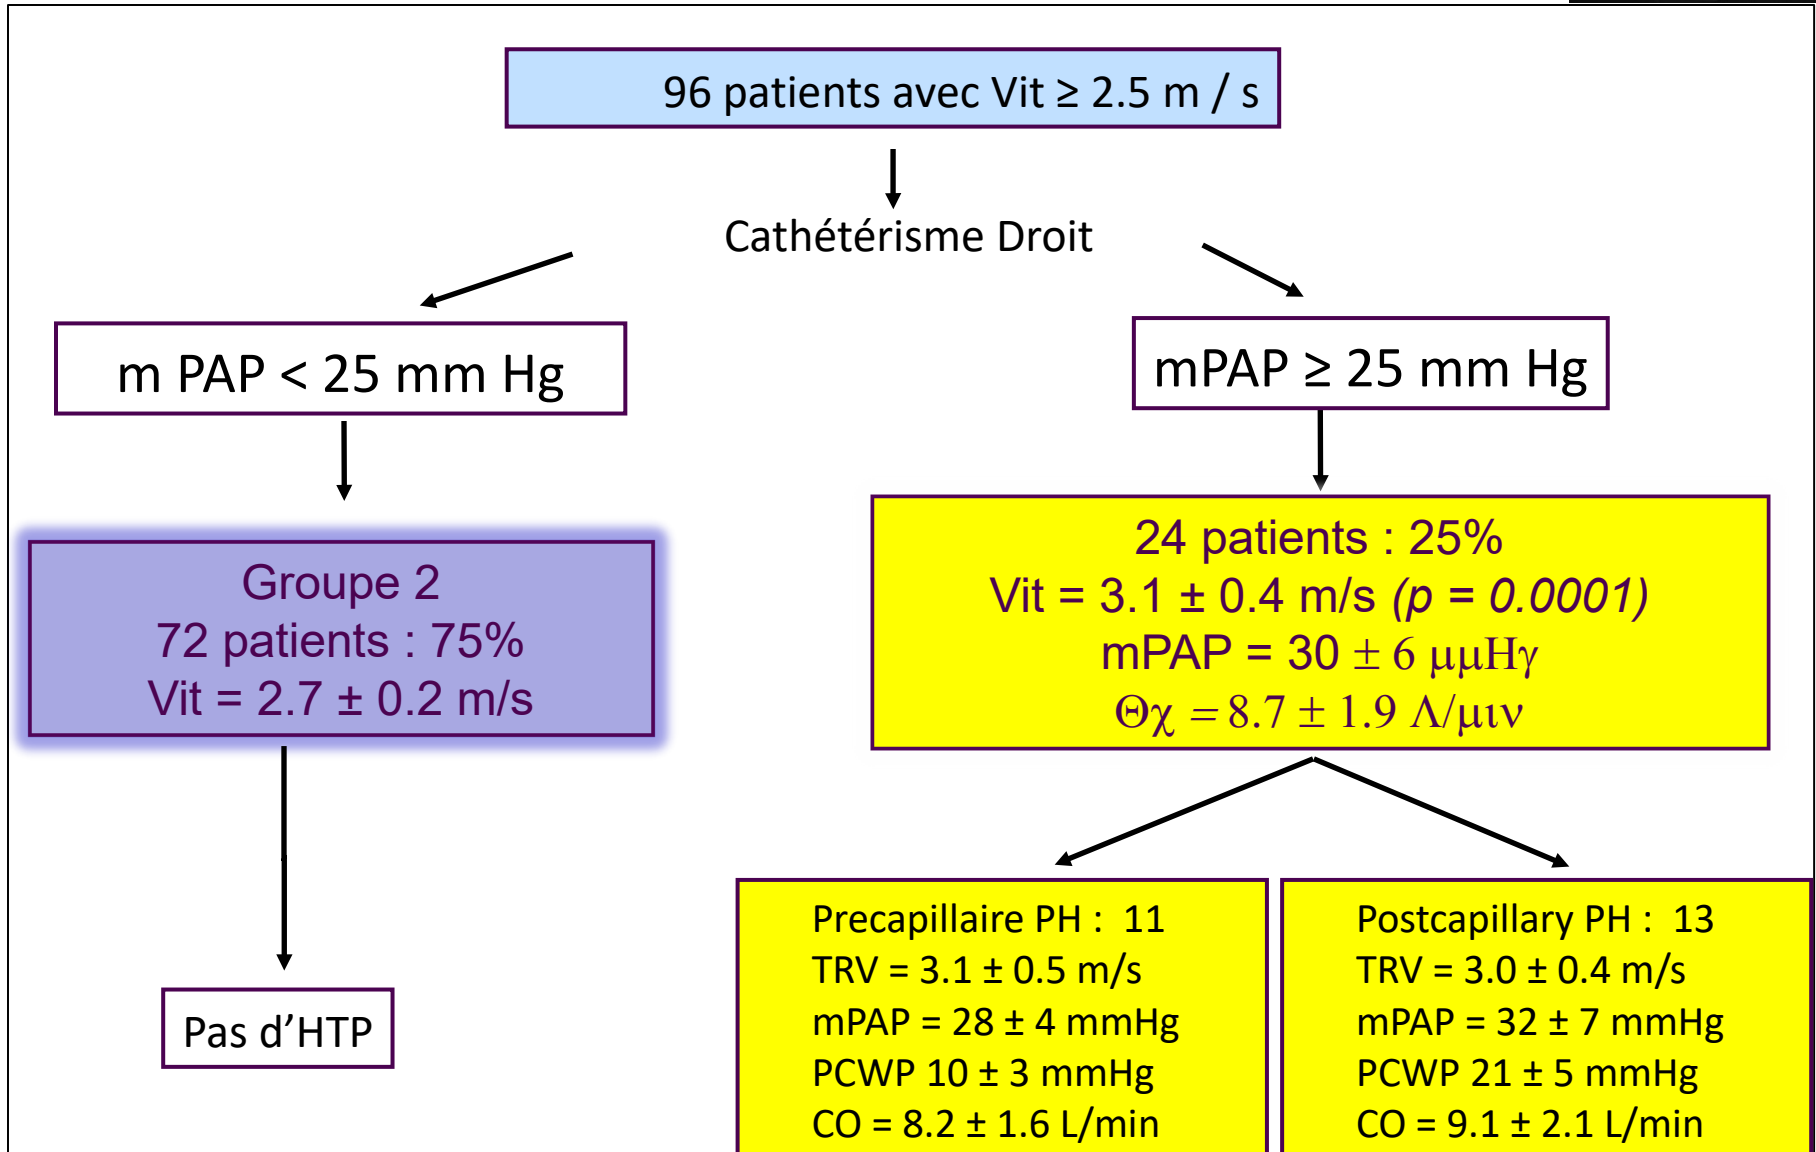 96 patients avec Vit ≥ 2.5 m / s
Cathétérisme Droit
m PAP < 25 mm Hg
mPAP ≥ 25 mm Hg
Groupe 2
72 patients : 75%
Vit = 2.7 ± 0.2 m/s
24 patients : 25%
Vit = 3.1 ± 0.4 m/s (p = 0.0001)
mPAP = 30 ± 6 μμΗγ
Θχ = 8.7 ± 1.9 Λ/μιν
Pas d’HTP
Precapillaire PH : 11
TRV = 3.1 ± 0.5 m/s
mPAP = 28 ± 4 mmHg
PCWP 10 ± 3 mmHg
CO = 8.2 ± 1.6 L/min
Postcapillary PH : 13
TRV = 3.0 ± 0.4 m/s
mPAP = 32 ± 7 mmHg
PCWP 21 ± 5 mmHg
CO = 9.1 ± 2.1 L/min